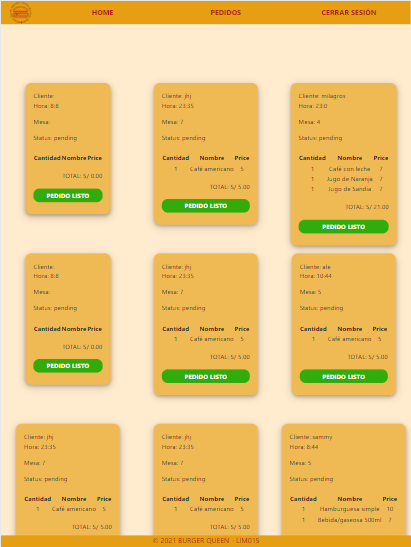 HOME PEDIDOS CERRAR SESIÓN
Cliente:
Hora: 8:8
Mesa:
Status: pending
Cantidad Nombre Price
TOTAL: S/ 0.00
PEDIDO LISTO
Cliente: jhj
Hora: 23:35
Mesa: 7
Status: pending
Cantidad Nombre Price
1 Café americano 5
TOTAL: S/ 5.00
PEDIDO LISTO
Cliente: milagros
Hora: 23:0
Mesa: 4
Status: pending
Cantidad Nombre Price
1 Café con leche 7
1 Jugo de Naranja 7
1 Jugo de Sandia 7
TOTAL: S/ 21.00
PEDIDO LISTO
Cliente:
Hora: 8:8
Mesa:
Status: pending
Cantidad Nombre Price
TOTAL: S/ 0.00
PEDIDO LISTO
Cliente: jhj
Hora: 23:35
Mesa: 7
Status: pending
Cantidad Nombre Price
1 Café americano 5
TOTAL: S/ 5.00
PEDIDO LISTO
Cliente: ale
Hora: 10:44
Mesa: 5
Status: pending
Cantidad Nombre Price
1 Café americano 5
TOTAL: S/ 5.00
PEDIDO LISTO
Cliente: jhj
Hora: 23:35
Mesa: 7
Status: pending
Cantidad Nombre Price
1 Café americano 5
TOTAL: S/ 5.00
Cliente: jhj
Hora: 23:35
Mesa: 7
Status: pending
Cantidad Nombre Price
1 Café americano 5
TOTAL: S/ 5.00
Cliente: sammy
Hora: 8:44
Mesa: 5
Status: pending
Cantidad Nombre Price
1 Hamburguesa simple 10
1 Bebida/gaseosa 500ml 7
© 2021 BURGER QUEEN - LIM015